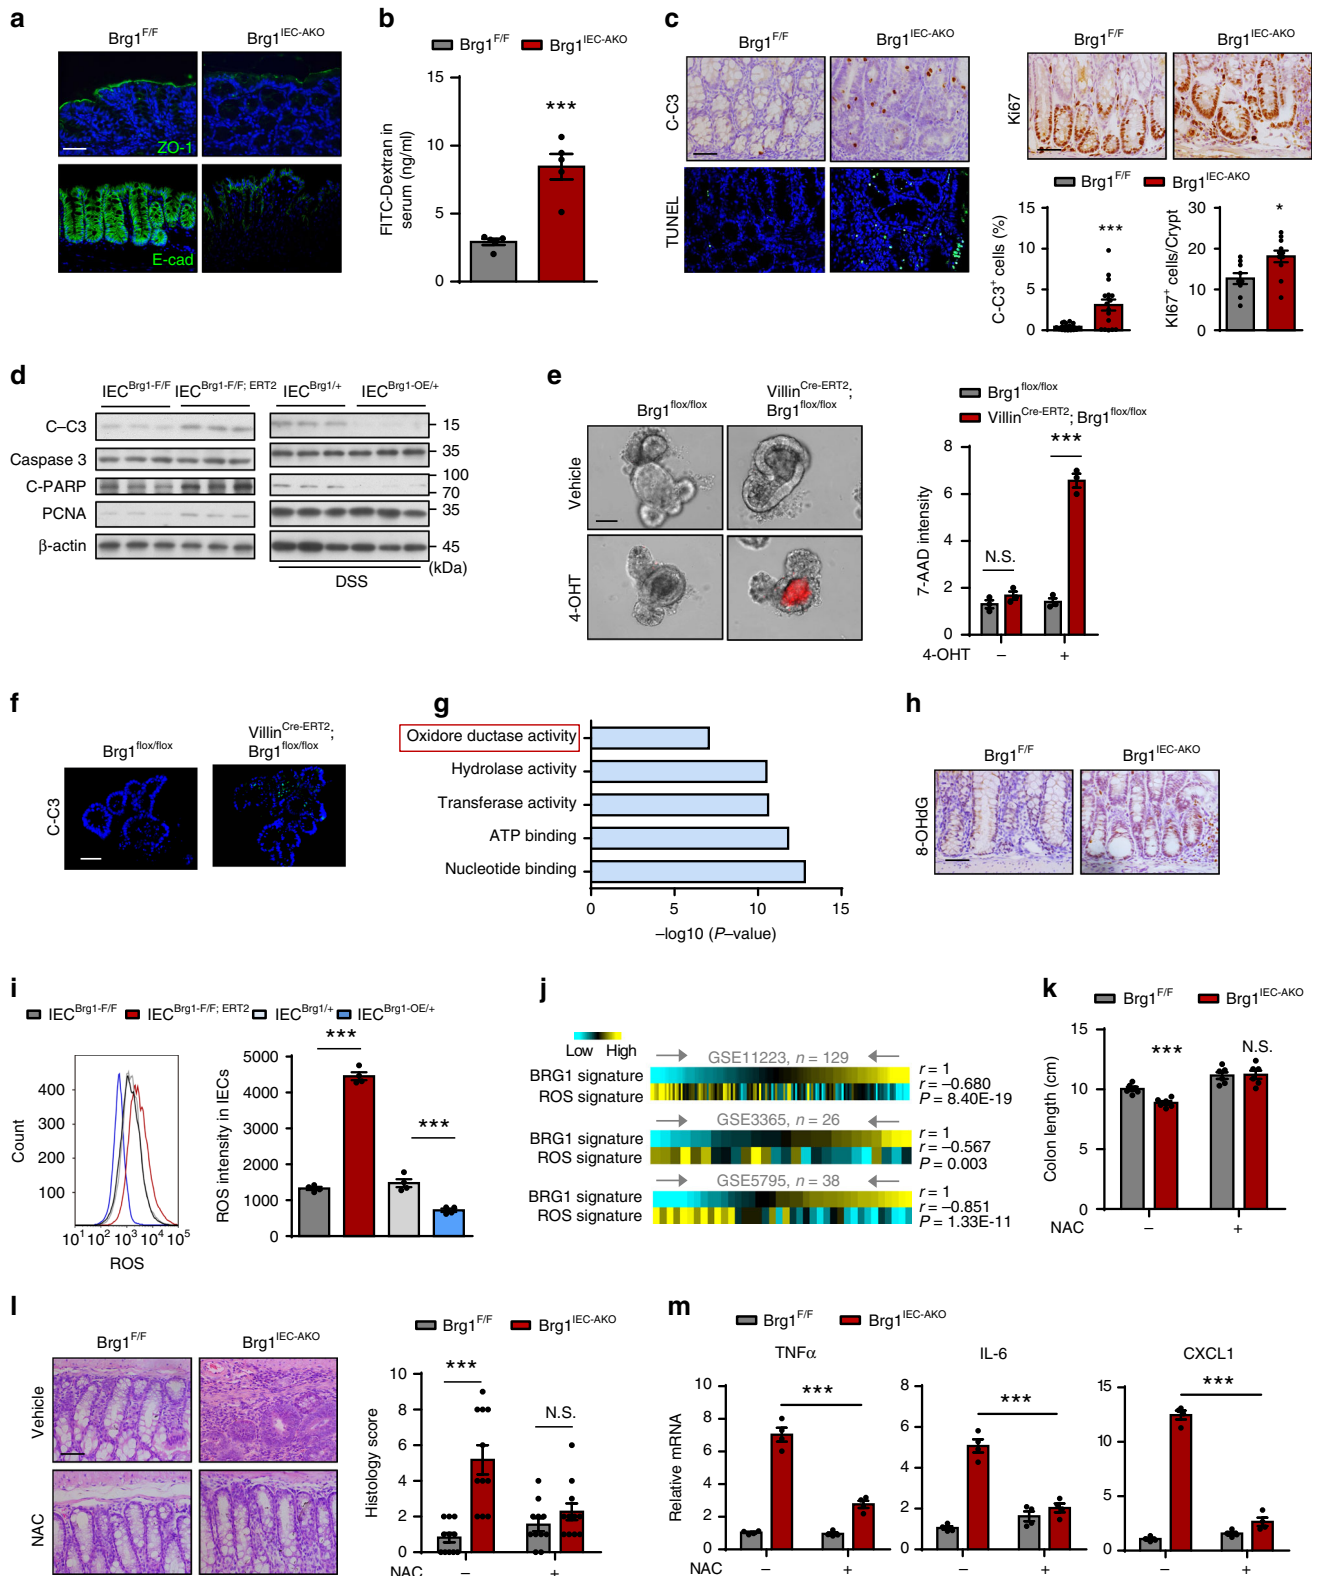 a
Brg1F/F
Brg1IEC-AKO
ZO-1
E-cad
b
Brg1F/F
Brg1IEC-AKO
FITC-Dextran in
serum (ng/ml)
15
10
5
0
***
c
Brg1F/F
Brg1IEC-AKO
C-C3
TUNEL
Brg1F/F
Brg1IEC-AKO
Ki67
Brg1F/F
Brg1IEC-AKO
C-C3+ cells (%)
15
10
5
0
***
KI67+ cells/Crypt
30
20
10
0
*
d
IECBrg1-F/F
IECBrg1-F/F; ERT2
IECBrg1/+
IECBrg1-OE/+
C–C3
Caspase 3
C-PARP
PCNA
β-actin
15
35
100
70
35
45
(kDa)
DSS
e
Brg1flox/flox
VillinCre-ERT2;
Brg1flox/flox
Vehicle
4-OHT
Brg1flox/flox
VillinCre-ERT2; Brg1flox/flox
7-AAD intensity
8
6
4
2
0
N.S.
***
4-OHT – +
f
Brg1flox/flox
VillinCre-ERT2;
Brg1flox/flox
C-C3
g
Oxidore ductase activity
Hydrolase activity
Transferase activity
ATP binding
Nucleotide binding
0 5 10 15
–log10 (P–value)
h
Brg1F/F
Brg1IEC-AKO
8-OHdG
i
IECBrg1-F/F
IECBrg1-F/F; ERT2
IECBrg1/+
IECBrg1-OE/+
Count
400
300
200
100
101 102 103 104 105
ROS
ROS intensity in IECs
5000
4000
3000
2000
1000
0
***
***
j
Low High
GSE11223, n = 129
BRG1 signature
ROS signature
r = 1
r = –0.680
P = 8.40E-19
GSE3365, n = 26
BRG1 signature
ROS signature
r = 1
r = –0.567
P = 0.003
GSE5795, n = 38
BRG1 signature
ROS signature
r = 1
r = –0.851
P = 1.33E-11
k
Brg1F/F
Brg1IEC-AKO
Colon length (cm)
15
10
5
0
***
N.S.
NAC – +
l
Brg1F/F
Brg1IEC-AKO
Vehicle
NAC
Brg1F/F
Brg1IEC-AKO
Histology score
10
8
6
4
2
0
***
N.S.
NAC – +
m
Brg1F/F
Brg1IEC-AKO
Relative mRNA
TNFα
10
8
6
4
2
0
***
IL-6
8
6
4
2
0
***
CXCL1
15
10
5
0
***
NAC – + – + – +